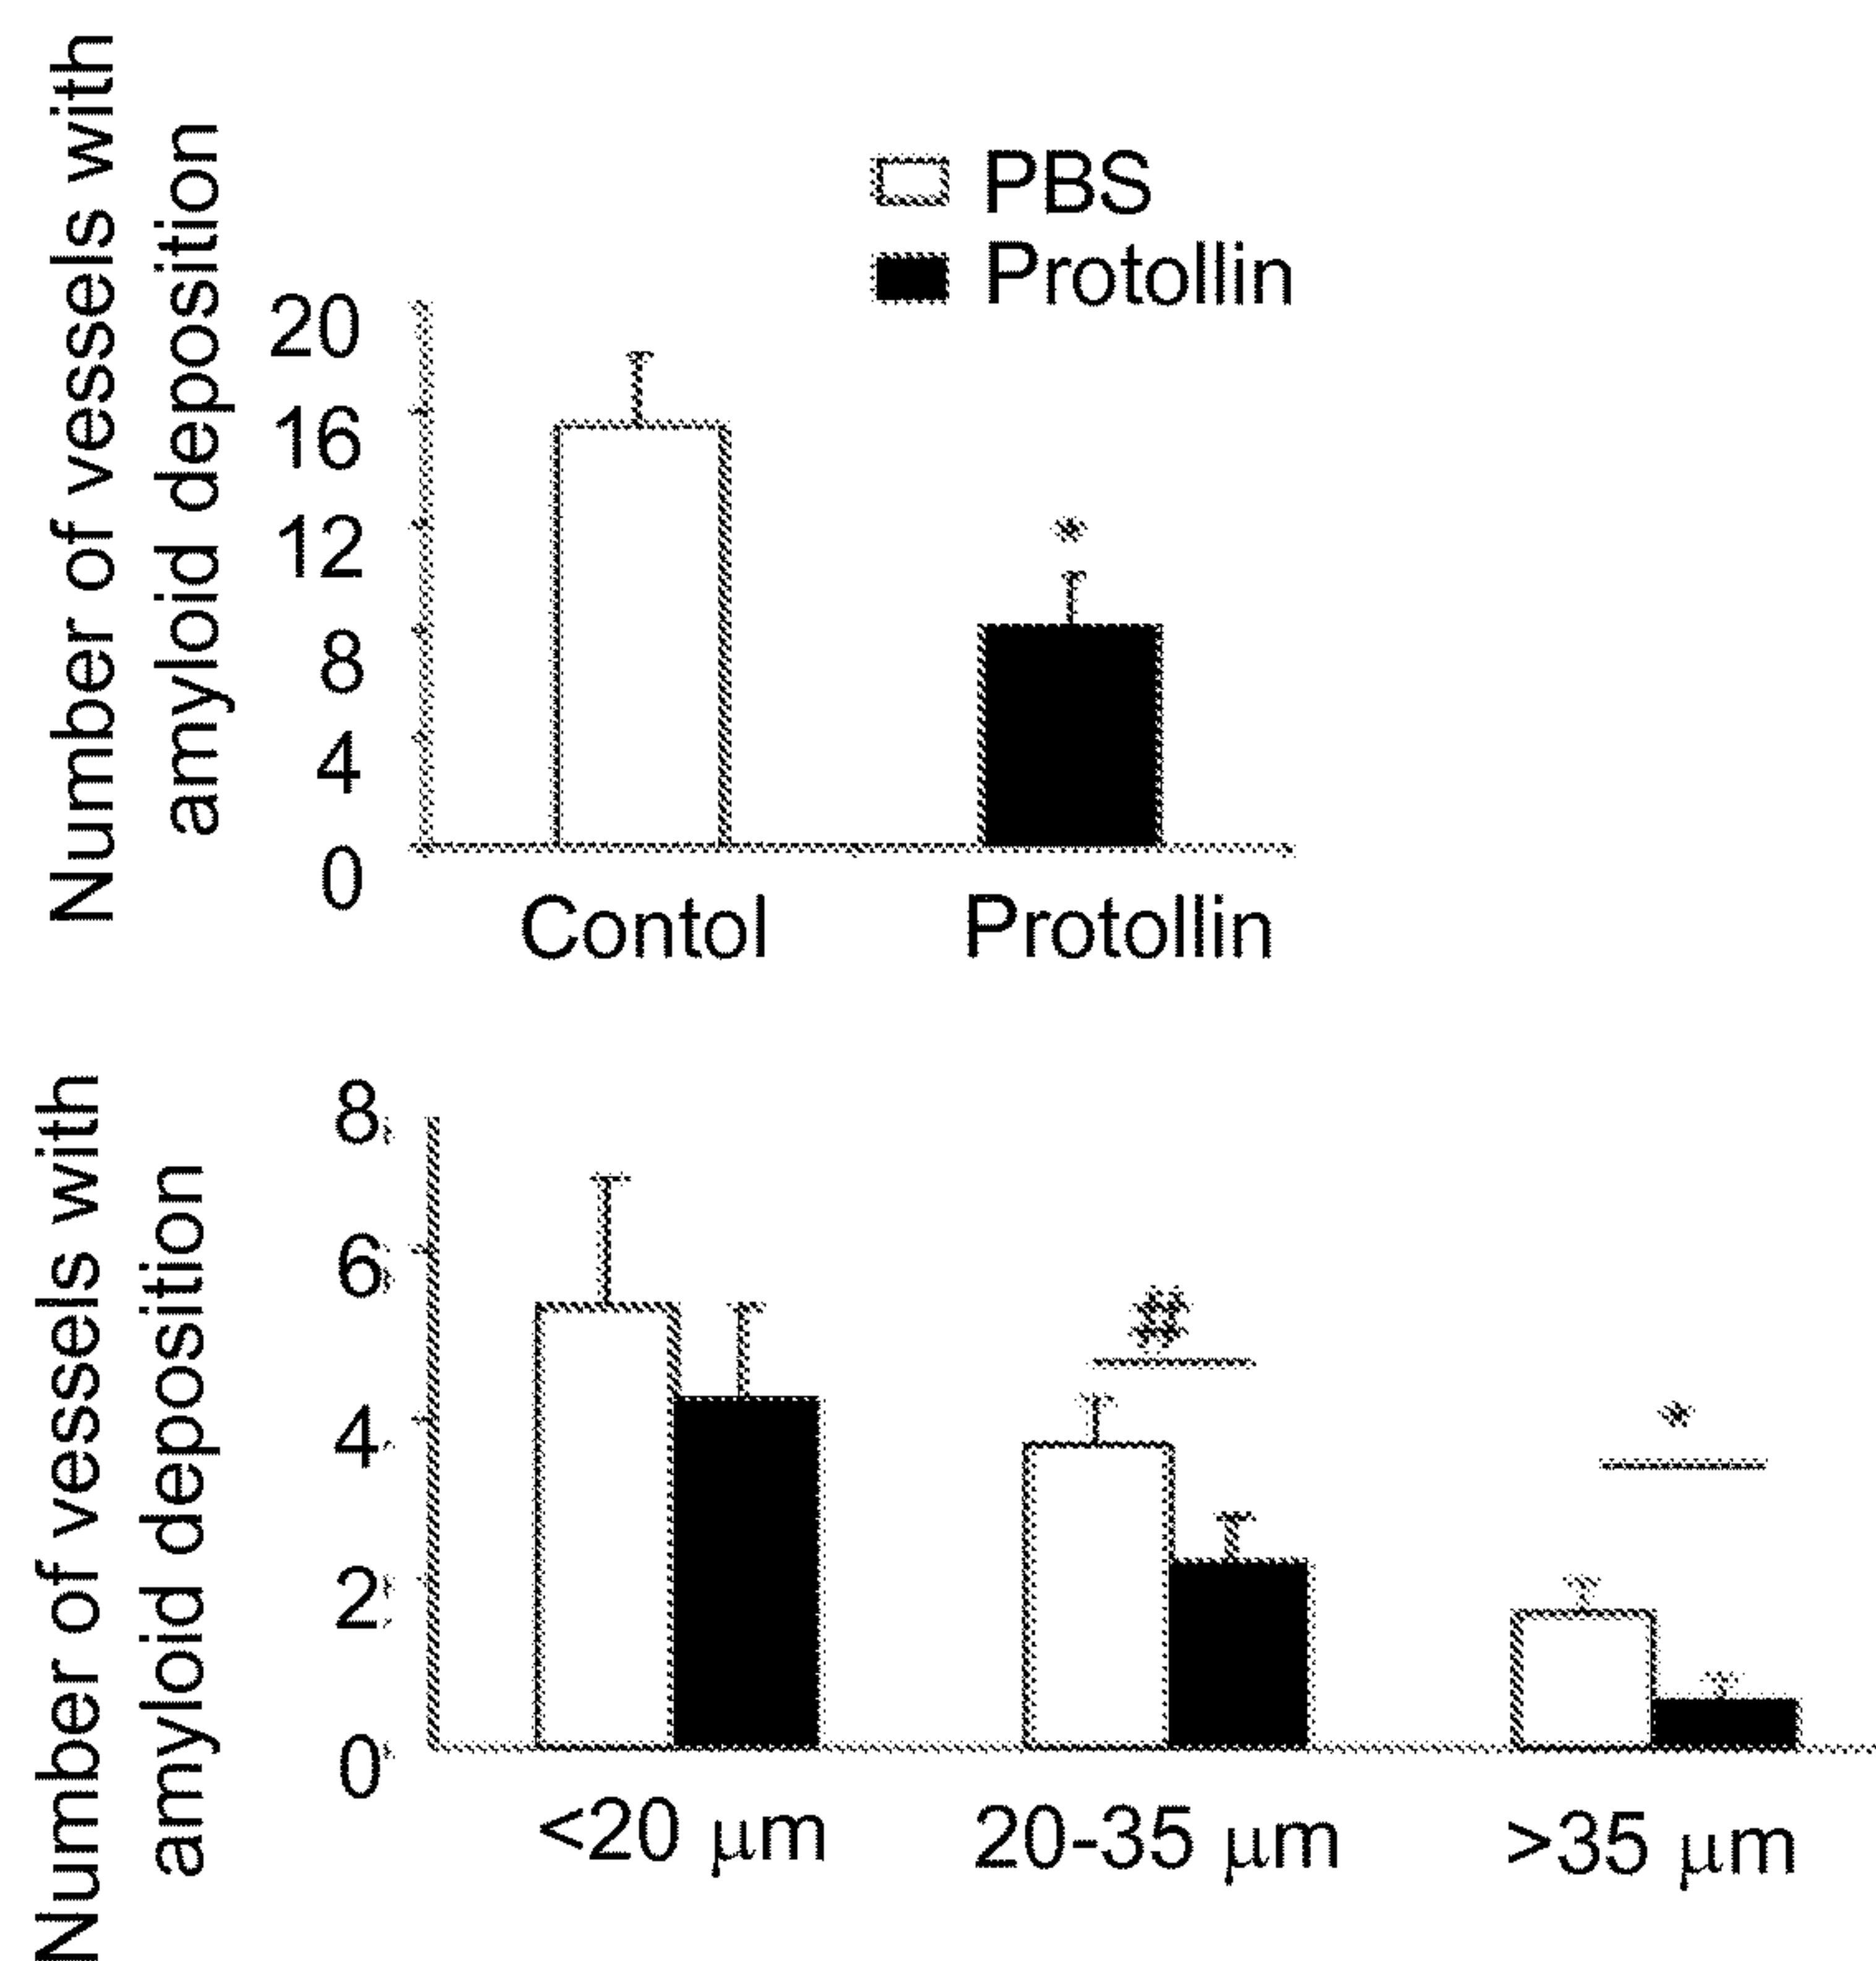 Number of vessels with
amyloid deposition
PBS
Protollin
20
16
12
8
4
0
*
Contol
Protollin
Number of vessels with
amyloid deposition
8
6
4
2
0
#
*
<20 μm
20-35 μm
>35 μm